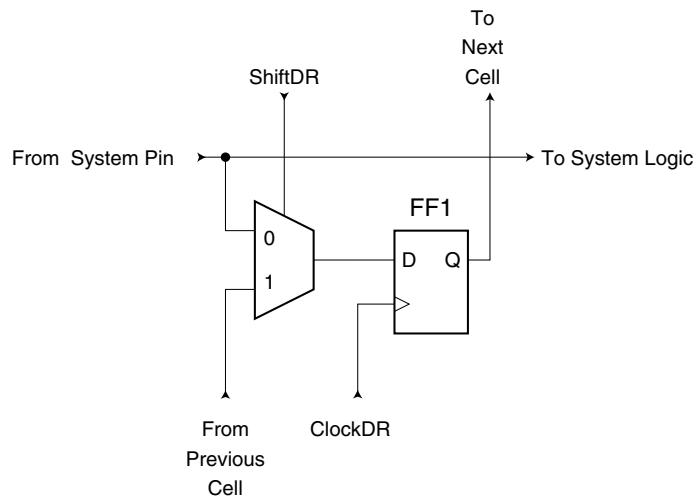 To
Next
Cell
ShiftDR
From System Pin
To System Logic
FF1
0
D Q
1
From
Previous
Cell
ClockDR